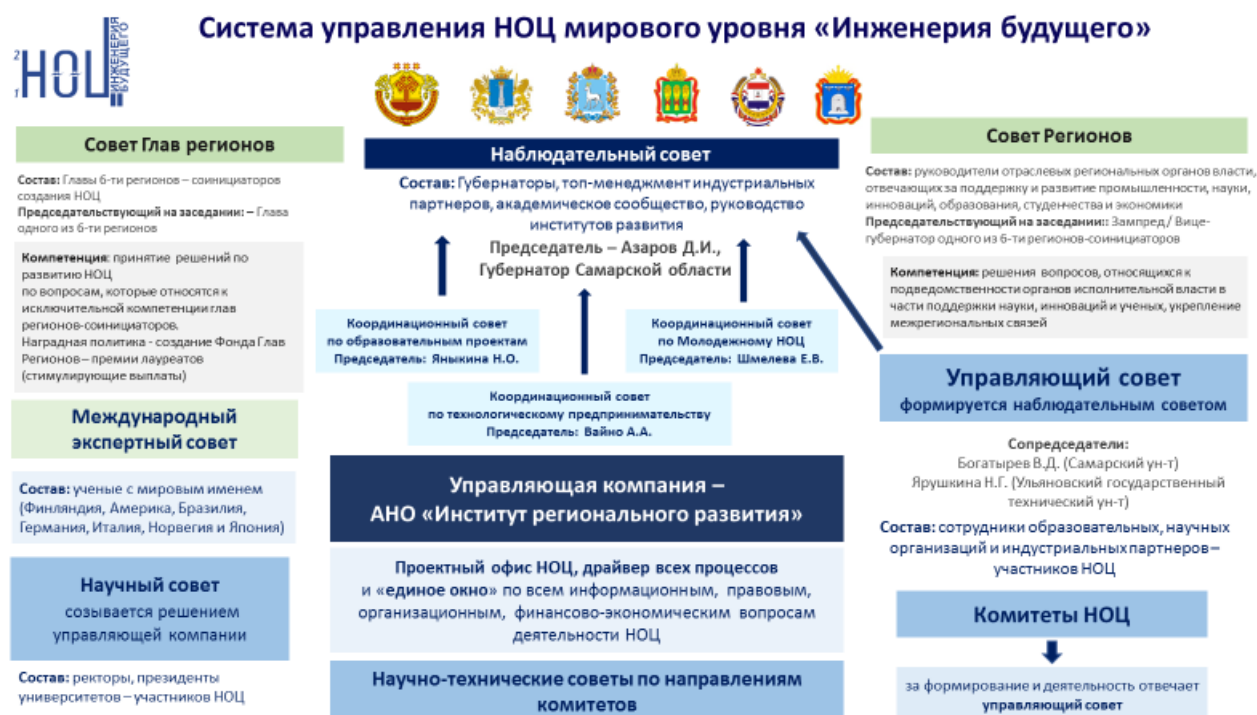 Система управления НОЦ мирового уровня «Инженерия будущего»
2
1
НОЦ
ИНЖЕНЕРИЯ
БУДУЩЕГО
Совет Глав регионов
Состав: Главы 6-ти регионов – соинициаторов
создания НОЦ
Председательствующий на заседании: – Глава
одного из 6-ти регионов
Компетенция: принятие решений по
развитию НОЦ
по вопросам, которые относятся к
исключительной компетенции глав
регионов-соинициаторов.
Наградная политика - создание Фонда Глав
Регионов – премии лауреатов
(стимулирующие выплаты)
Международный
экспертный совет
Состав: ученые с мировым именем
(Финляндия, Америка, Бразилия,
Германия, Италия, Норвегия и Япония)
Научный совет
созывается решением
управляющей компании
Состав: ректоры, президенты
университетов – участников НОЦ
Наблюдательный совет
Состав: Губернаторы, топ-менеджмент индустриальных
партнеров, академическое сообщество, руководство
институтов развития
Председатель – Азаров Д.И.,
Губернатор Самарской области
Координационный совет
по образовательным проектам
Председатель: Яныкина Н.О.
Координационный совет
по Молодежному НОЦ
Председатель: Шмелева Е.В.
Координационный совет
по технологическому предпринимательству
Председатель: Вайно А.А.
Управляющая компания –
АНО «Институт регионального развития»
Проектный офис НОЦ, драйвер всех процессов
и «единое окно» по всем информационным, правовым,
организационным, финансово-экономическим вопросам
деятельности НОЦ
Научно-технические советы по направлениям
комитетов
Совет Регионов
Состав: руководители отраслевых региональных органов власти,
отвечающих за поддержку и развитие промышленности, науки,
инноваций, образования, студенчества и экономики
Председательствующий на заседании:: Зампред/ Вице-
губернатор одного из 6-ти регионов-соинициаторов
Компетенция: решения вопросов, относящихся к
подведомственности органов исполнительной власти в
части поддержки науки, инноваций и ученых, укрепление
межрегиональных связей
Управляющий совет
формируется наблюдательным советом
Сопредседатели:
Богатырев В.Д. (Самарский ун-т)
Ярушкина Н.Г. (Ульяновский государственный
технический ун-т)
Состав: сотрудники образовательных, научных
организаций и индустриальных партнеров –
участников НОЦ
Комитеты НОЦ
за формирование и деятельность отвечает
управляющий совет